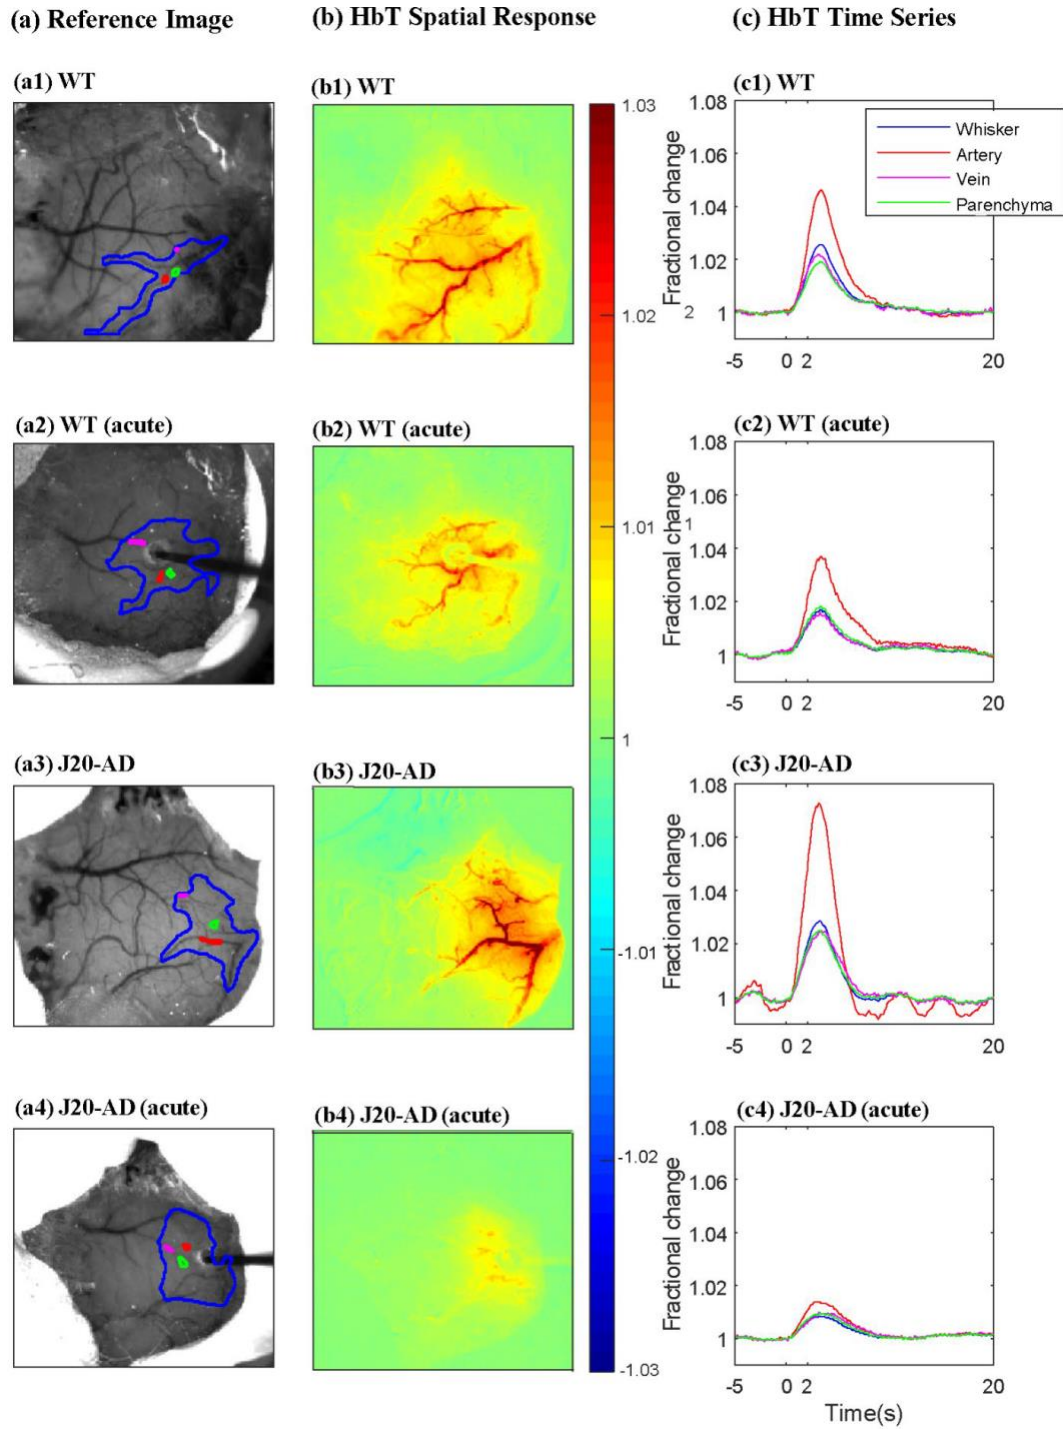 (a) Reference Image
(b) HbT Spatial Response
(c) HbT Time Series
(a1) WT
(b1) WT
(c1) WT
1.03
1.02
1.01
1
-1.01
-1.02
-1.03
Fractional change
1.08
1.06
1.04
1.02
2
1
-5 0 2 20
Whisker
Artery
Vein
Parenchyma
(a2) WT (acute)
(b2) WT (acute)
(c2) WT (acute)
Fractional change
1.08
1.06
1
1.04
1.02
1
-5 0 2 20
(a3) J20-AD
(b3) J20-AD
(c3) J20-AD
Fractional change
1.08
1.06
1.04
1.02
1
-5 0 2 20
(a4) J20-AD (acute)
(b4) J20-AD (acute)
(c4) J20-AD (acute)
Fractional change
1.08
1.06
1.04
1.02
1
-5 0 2 20
Time(s)